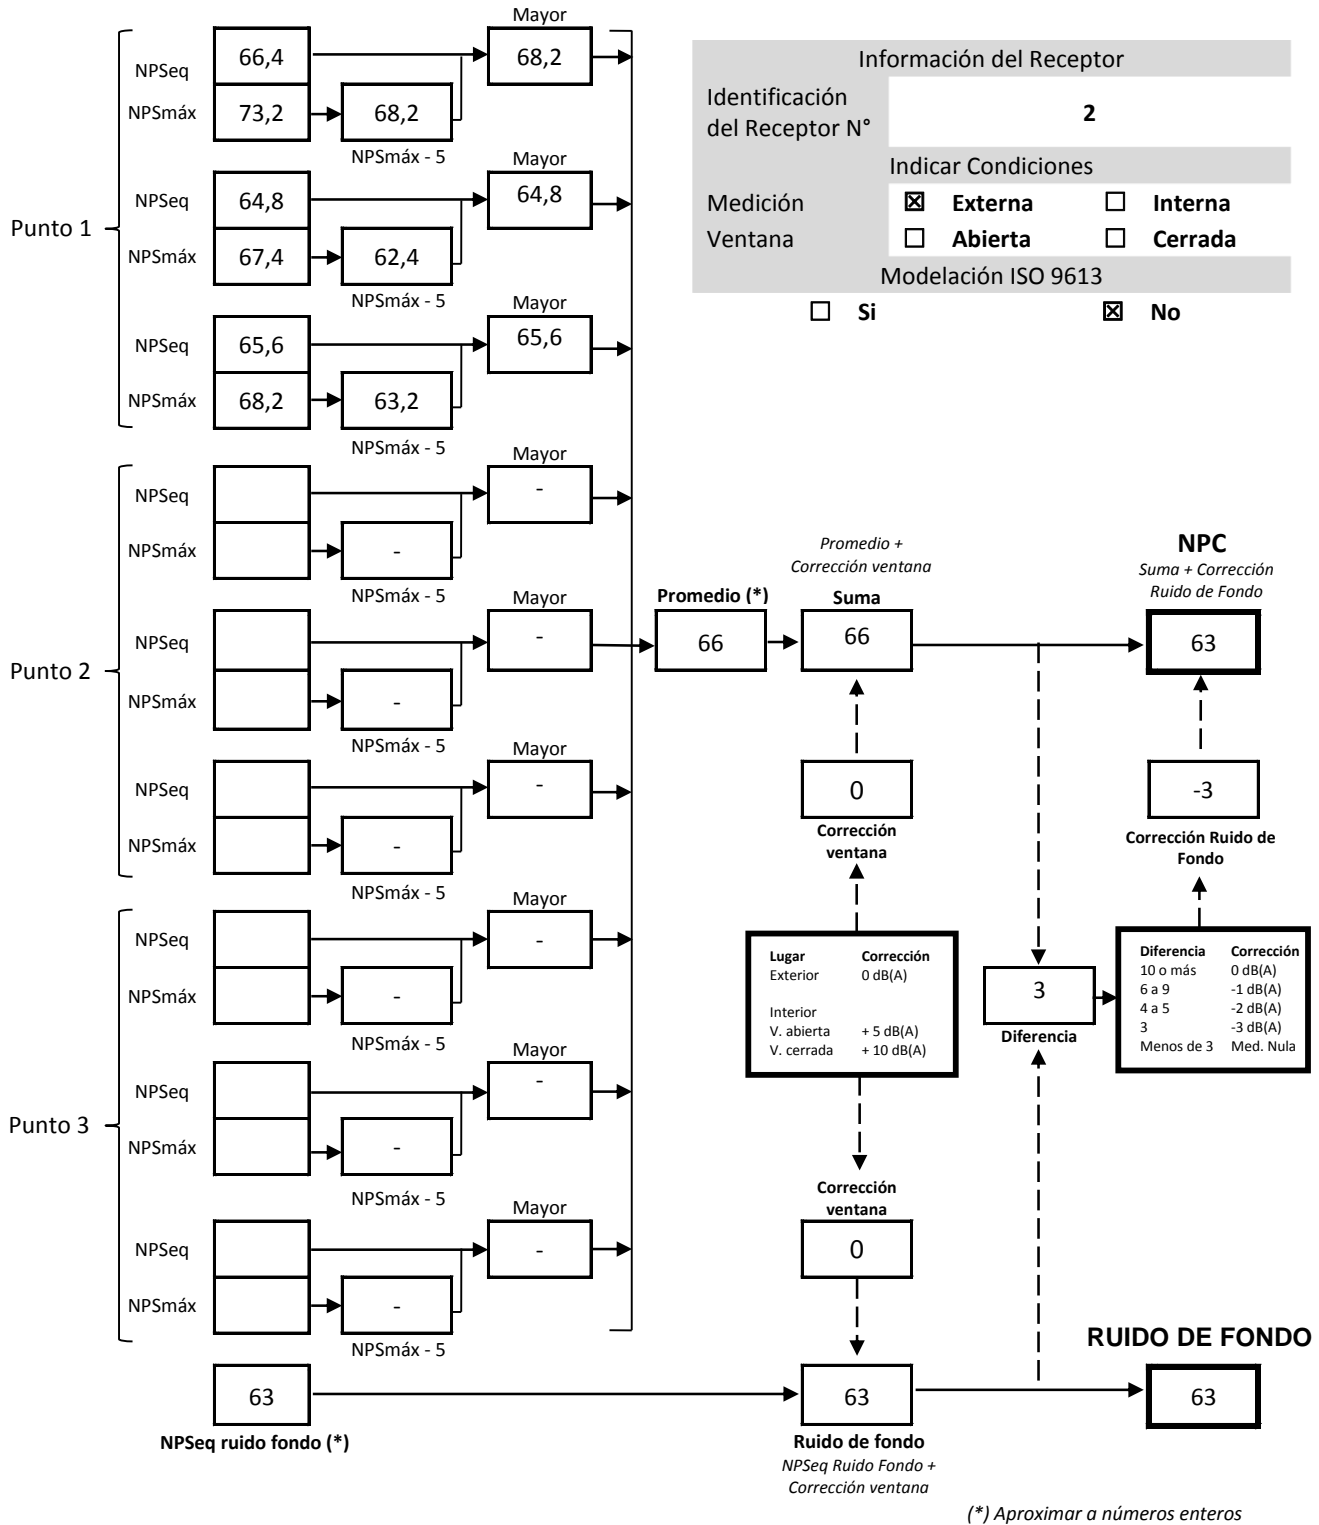 Mayor
NPSeq 66,4 68,2
NPSmáx 73,2 68,2
NPSmáx - 5
Mayor
Punto 1
NPSeq 64,8 64,8
NPSmáx 67,4 62,4
NPSmáx - 5
Mayor
NPSeq 65,6 65,6
NPSmáx 68,2 63,2
NPSmáx - 5
Información del Receptor
Identificación
del Receptor N°
2
Indicar Condiciones
Medición ☒ Externa ☐ Interna
Ventana ☐ Abierta ☐ Cerrada
Modelación ISO 9613
☐ Si ☒ No
Mayor
NPSeq -
NPSmáx -
NPSmáx - 5
Mayor
Punto 2
NPSeq -
NPSmáx -
NPSmáx - 5
Mayor
NPSeq -
NPSmáx -
NPSmáx - 5
Mayor
NPSeq -
NPSmáx -
NPSmáx - 5
Mayor
Punto 3
NPSeq -
NPSmáx -
NPSmáx - 5
Mayor
NPSeq -
NPSmáx -
NPSmáx - 5
63
NPSeq ruido fondo (*)
Promedio (*)
66
Promedio +
Corrección ventana
Suma
66
0
Corrección
ventana
Lugar Corrección
Exterior 0 dB(A)
Interior
V. abierta + 5 dB(A)
V. cerrada + 10 dB(A)
Corrección
ventana
0
63
Ruido de fondo
NPSeq Ruido Fondo +
Corrección ventana
3
Diferencia
NPC
Suma + Corrección
Ruido de Fondo
63
-3
Corrección Ruido de
Fondo
Diferencia Corrección
10 o más 0 dB(A)
6 a 9 -1 dB(A)
4 a 5 -2 dB(A)
3 -3 dB(A)
Menos de 3 Med. Nula
RUIDO DE FONDO
63
(*) Aproximar a números enteros